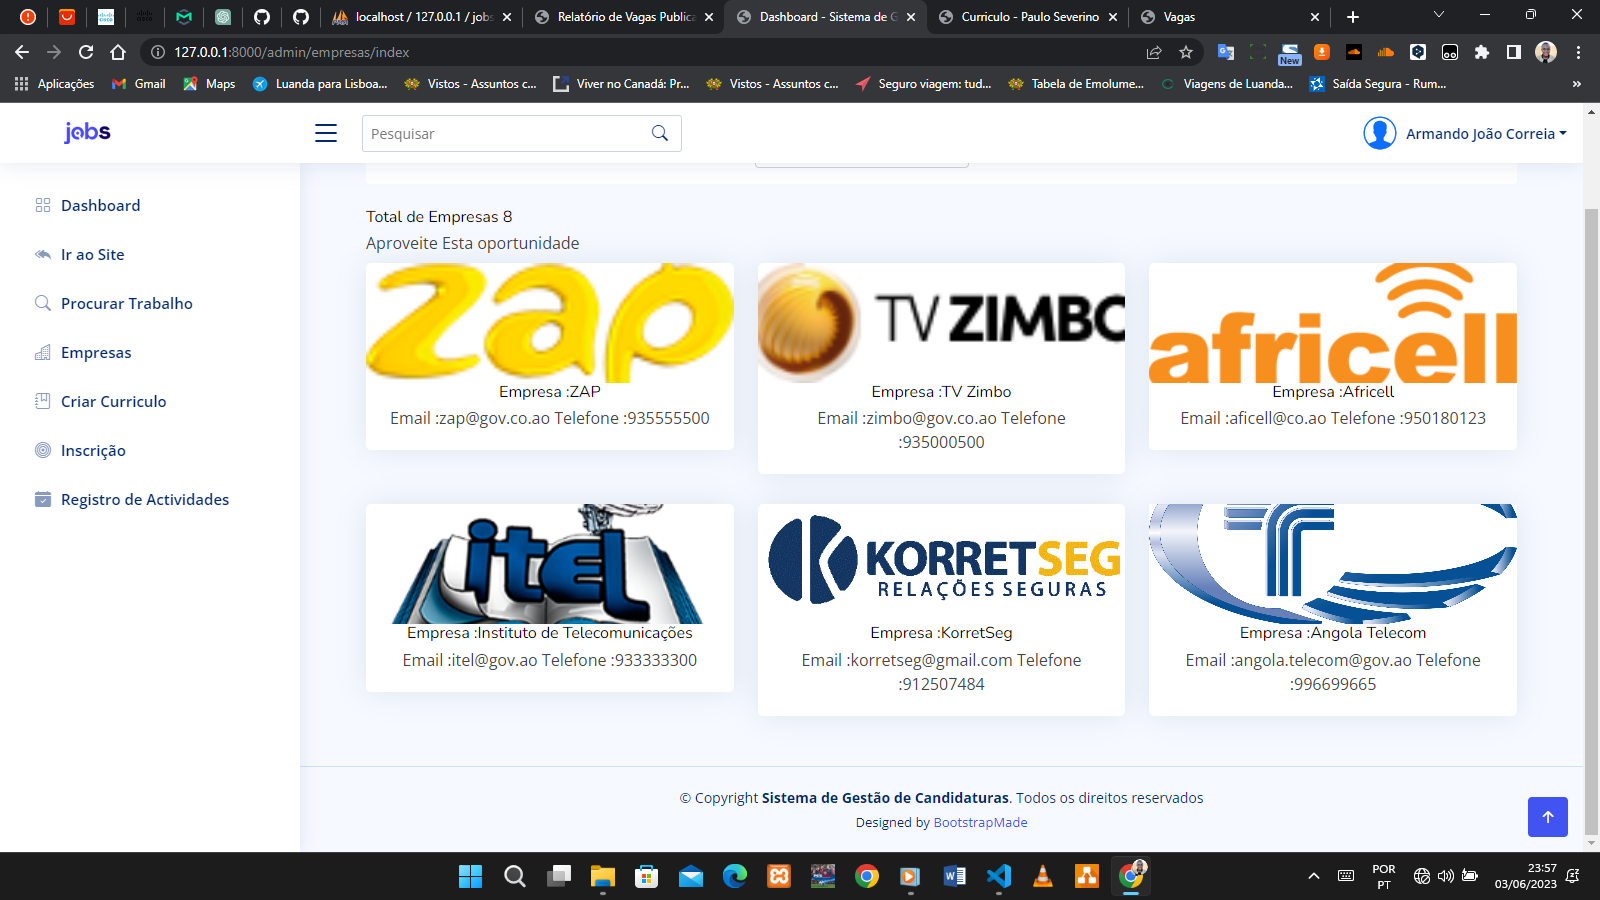 localhost / 127.0.0.1 / jobs
Relatório de Vagas Publica
Dashboard - Sistema de G
Curriculo - Paulo Severino
Vagas
127.0.0.1:8000/admin/empresas/index
New
Aplicações
Gmail
Maps
Luanda para Lisboa...
Vistos - Assuntos c...
Viver no Canadá: Pr...
Vistos - Assuntos c...
Seguro viagem: tud...
Tabela de Emolume...
Viagens de Luanda...
Saída Segura - Rum...
jobs
Pesquisar
Armando João Correia
Dashboard
Ir ao Site
Procurar Trabalho
Empresas
Criar Curriculo
Inscrição
Registro de Actividades
Total de Empresas 8
Aproveite Esta oportunidade
zap
Empresa :ZAP
Email :zap@gov.co.ao Telefone :935555500
TV ZIMBO
Empresa :TV Zimbo
Email :zimbo@gov.co.ao Telefone
:935000500
africell
Empresa :Africell
Email :aficell@co.ao Telefone :950180123
itel
Empresa :Instituto de Telecomunicações
Email :itel@gov.ao Telefone :933333300
KORRETSEG
RELAÇÕES SEGURAS
Empresa :KorretSeg
Email :korretseg@gmail.com Telefone
:912507484
Empresa :Angola Telecom
Email :angola.telecom@gov.ao Telefone
:996699665
© Copyright Sistema de Gestão de Candidaturas. Todos os direitos reservados
Designed by BootstrapMade
POR
PT
23:57
03/06/2023